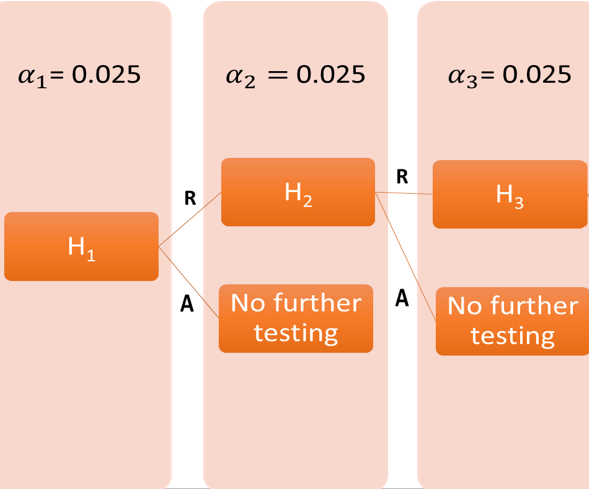 α₁= 0.025
α₂ = 0.025
α₃= 0.025
R
H₂
R
H₃
H₁
A
No further
testing
A
No further
testing